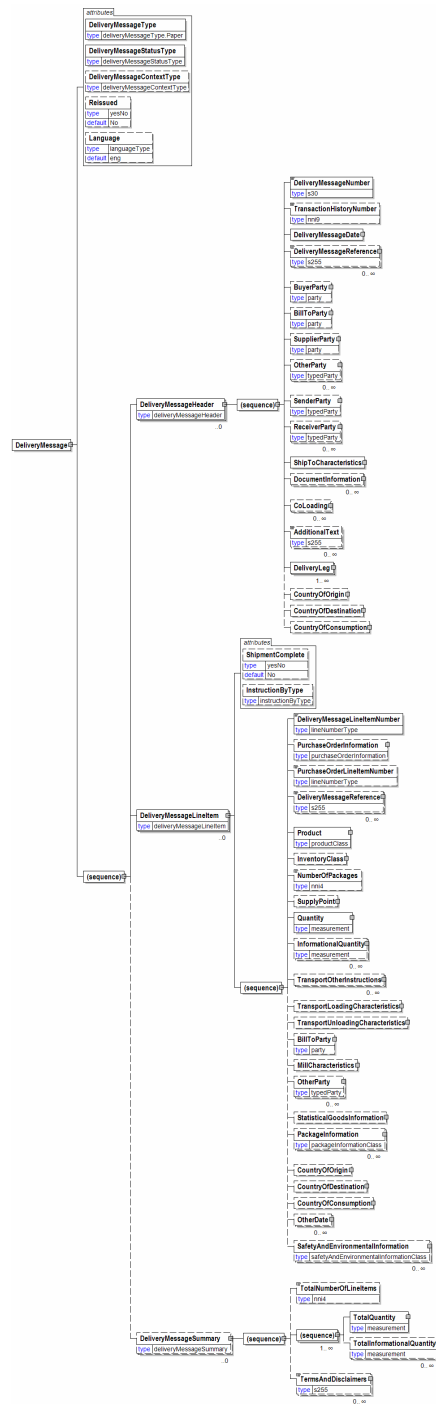 attributes
DeliveryMessageType
type deliveryMessageType.Paper
DeliveryMessageStatusType
type deliveryMessageStatusType
DeliveryMessageContextType
type deliveryMessageContextType
Reissued
type yesNo
default No
Language
type languageType
default eng
DeliveryMessage
(sequence)
DeliveryMessageHeader
type deliveryMessageHeader
..0
(sequence)
DeliveryMessageNumber
type s30
TransactionHistoryNumber
type nni9
DeliveryMessageDate
DeliveryMessageReference
type s255
0.. ∞
BuyerParty
type party
BillToParty
type party
SupplierParty
type party
OtherParty
type typedParty
0.. ∞
SenderParty
type typedParty
ReceiverParty
type typedParty
ShipToCharacteristics
DocumentInformation
0.. ∞
CoLoading
0.. ∞
AdditionalText
type s255
0.. ∞
DeliveryLeg
1.. ∞
CountryOfOrigin
CountryOfDestination
CountryOfConsumption
DeliveryMessageLineItem
type deliveryMessageLineItem
..0
attributes
ShipmentComplete
type yesNo
default No
InstructionByType
type instructionByType
(sequence)
DeliveryMessageLineItemNumber
type lineNumberType
PurchaseOrderInformation
type purchaseOrderInformation
PurchaseOrderLineItemNumber
type lineNumberType
DeliveryMessageReference
type s255
0.. ∞
Product
type productClass
InventoryClass
NumberOfPackages
type nni4
SupplyPoint
Quantity
type measurement
InformationalQuantity
type measurement
0.. ∞
TransportOtherInstructions
0.. ∞
TransportLoadingCharacteristics
TransportUnloadingCharacteristics
BillToParty
type party
MillCharacteristics
OtherParty
type typedParty
0.. ∞
StatisticalGoodsInformation
PackageInformation
type packageInformationClass
0.. ∞
CountryOfOrigin
CountryOfDestination
CountryOfConsumption
OtherDate
0.. ∞
SafetyAndEnvironmentalInformation
type safetyAndEnvironmentalInformationClass
0.. ∞
DeliveryMessageSummary
type deliveryMessageSummary
..0
(sequence)
TotalNumberOfLineItems
type nni4
(sequence)
1.. ∞
TotalQuantity
type measurement
TotalInformationalQuantity
type measurement
0.. ∞
TermsAndDisclaimers
type s255
0.. ∞